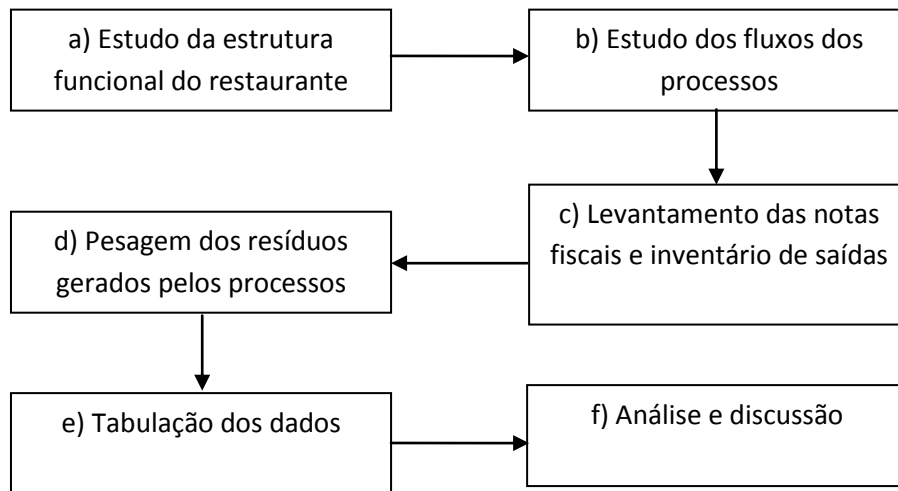 a) Estudo da estrutura
funcional do restaurante
b) Estudo dos fluxos dos
processos
c) Levantamento das notas
fiscais e inventário de saídas
d) Pesagem dos resíduos
gerados pelos processos
e) Tabulação dos dados
f) Análise e discussão